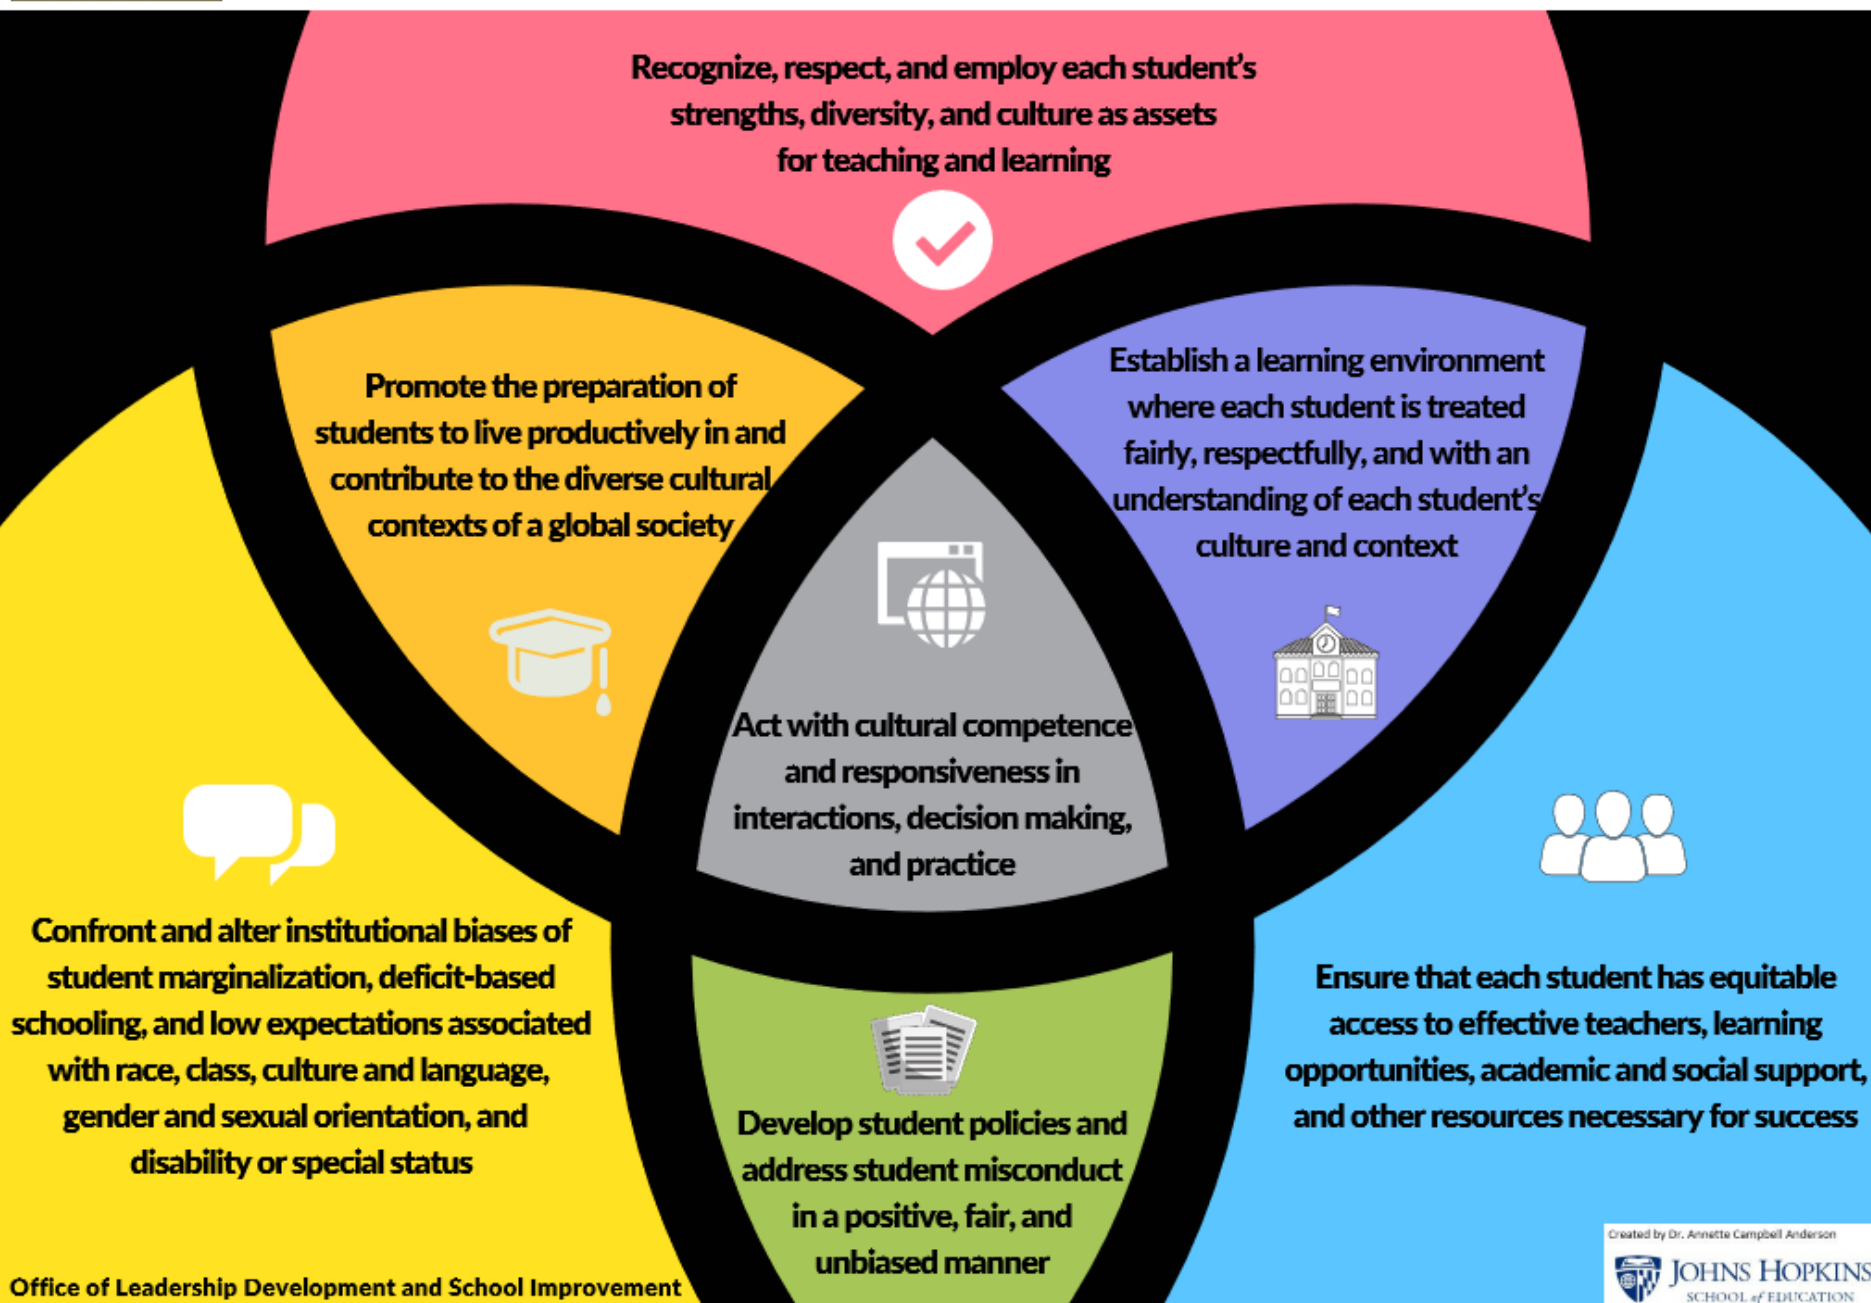 Recognize, respect, and employ each student's
strengths, diversity, and culture as assets
for teaching and learning
Promote the preparation of
students to live productively in and
contribute to the diverse cultural
contexts of a global society
Establish a learning environment
where each student is treated
fairly, respectfully, and with an
understanding of each student's
culture and context
Act with cultural competence
and responsiveness in
interactions, decision making,
and practice
Confront and alter institutional biases of
student marginalization, deficit-based
schooling, and low expectations associated
with race, class, culture and language,
gender and sexual orientation, and
disability or special status
Ensure that each student has equitable
access to effective teachers, learning
opportunities, academic and social support,
and other resources necessary for success
Develop student policies and
address student misconduct
in a positive, fair, and
unbiased manner
Office of Leadership Development and School Improvement
Created by Dr. Annette Campbell Anderson
JOHNS HOPKINS
SCHOOL of EDUCATION